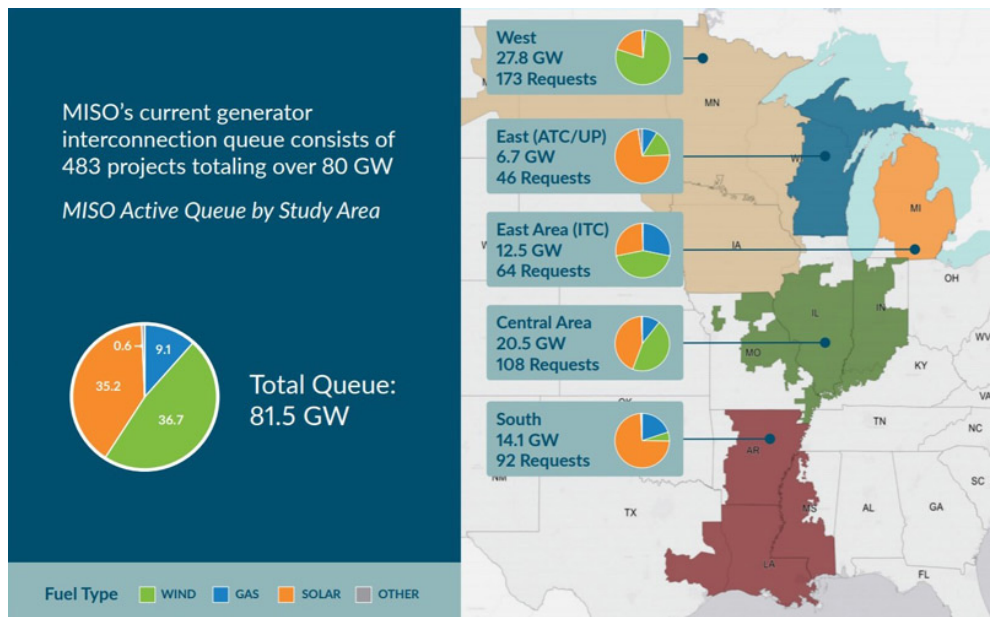 MISO's current generator
interconnection queue consists of
483 projects totaling over 80 GW
MISO Active Queue by Study Area
0.6
9.1
35.2
36.7
Total Queue:
81.5 GW
Fuel Type
WIND
GAS
SOLAR
OTHER
West
27.8 GW
173 Requests
East (ATC/UP)
6.7 GW
46 Requests
East Area (ITC)
12.5 GW
64 Requests
Central Area
20.5 GW
108 Requests
South
14.1 GW
92 Requests
MN
MI
IA
OH
IL
IN
MO
WV
KY
VA
TN
NC
AR
SC
MS
AL
GA
TX
LA
FL